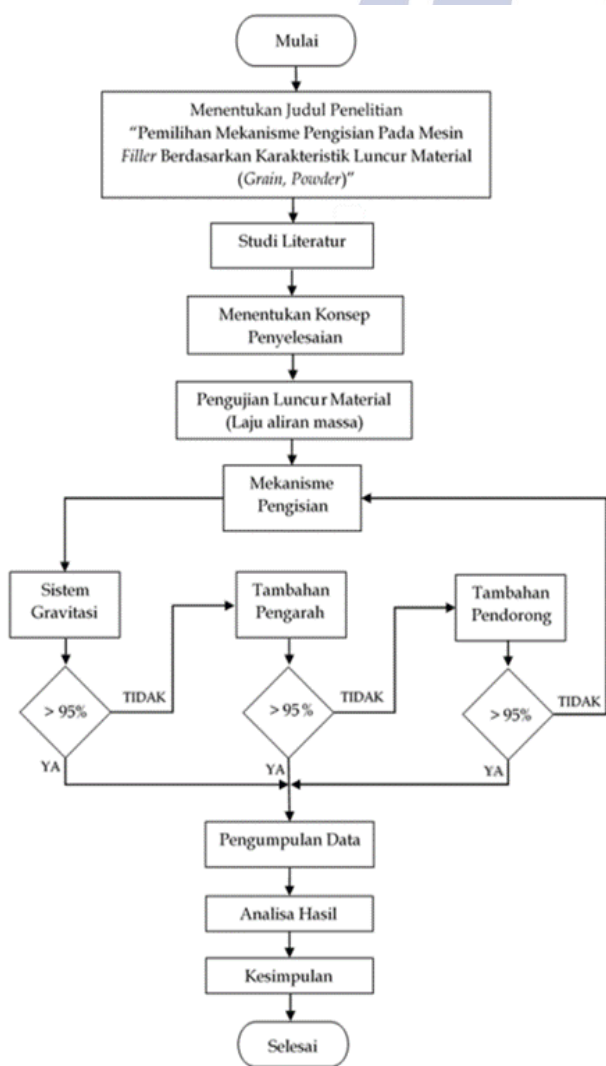 Mulai
Menentukan Judul Penelitian
“Pemilihan Mekanisme Pengisian Pada Mesin
Filler Berdasarkan Karakteristik Luncur Material
(Grain, Powder)”
Studi Literatur
Menentukan Konsep
Penyelesaian
Pengujian Luncur Material
(Laju aliran massa)
Mekanisme
Pengisian
Sistem
Gravitasi
Tambahan
Pengarah
Tambahan
Pendorong
> 95%
TIDAK
YA
> 95%
TIDAK
YA
> 95%
TIDAK
YA
Pengumpulan Data
Analisa Hasil
Kesimpulan
Selesai